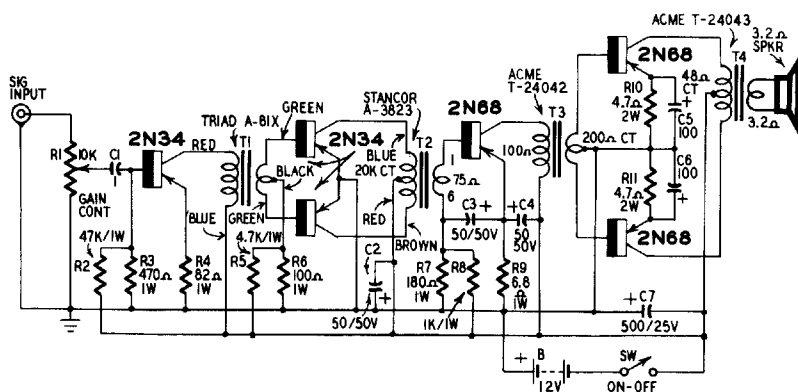 ACME T-24043
3.2Ω
SPKR
SIG
INPUT
GREEN
STANCOR
A-3823
ACME
T-24042
2N68
T4
48Ω
CT
R10
4.7Ω
2W
+
C5
100
3.2Ω
TRIAD A-81X
2N34
RED
T1
2N34
T2
2N68
T3
R1
10K
C1
1
GAIN
CONT
BLACK
GREEN
BLUE
BLUE
20K CT
RED
BROWN
1
75Ω
6
100Ω
200Ω CT
C6
100
+
R11
4.7Ω
2W
2N68
47K/1W
R2
R3
470Ω
1W
R4
82Ω
1W
4.7K/1W
R5
R6
100Ω
1W
C2
+
50/50V
C3 +
50/50V
+ C4
50
50V
R7
180Ω
1W
R8
1K/1W
R9
6.8
Ω
1W
+ C7
500/25V
+ B
12V
SW
ON-OFF